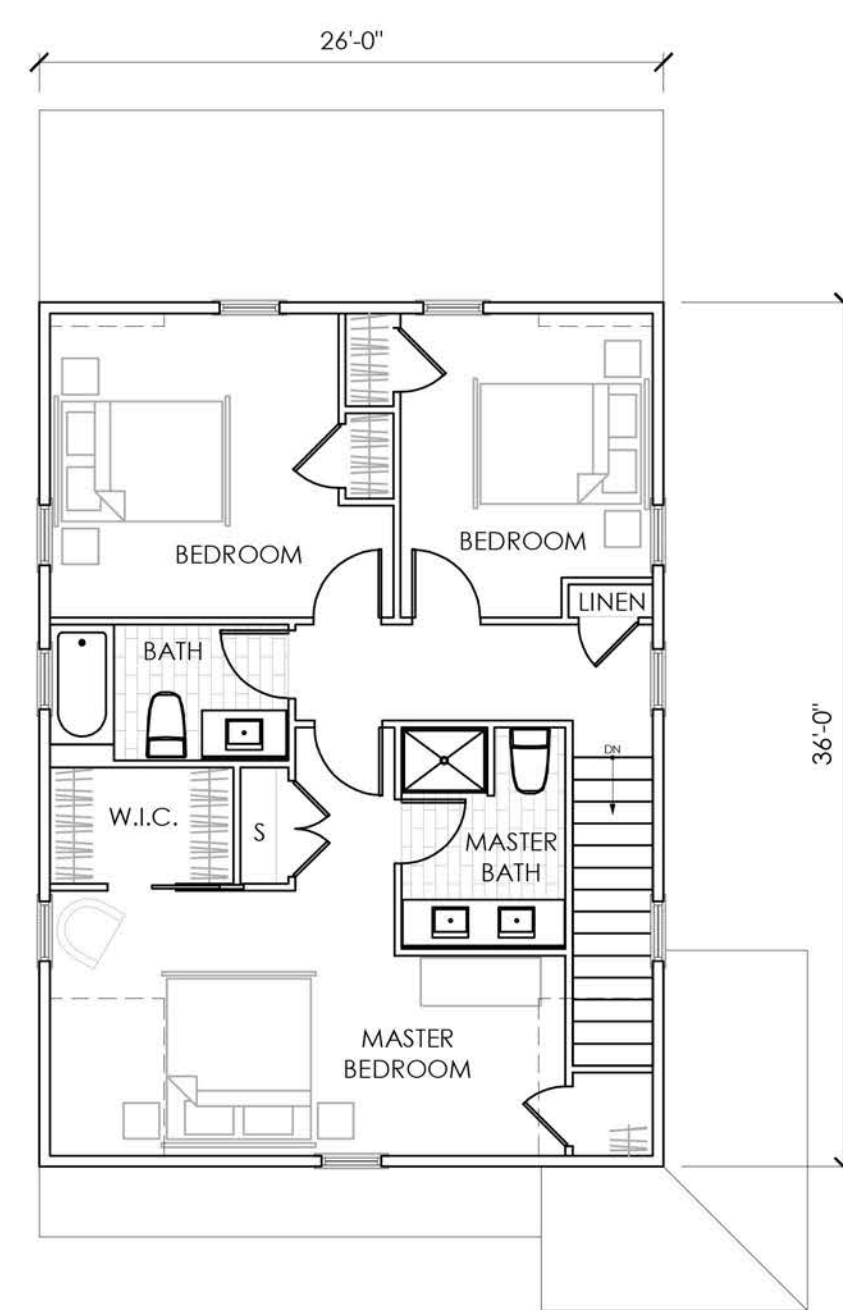 26'-0"
BEDROOM
BEDROOM
LINEN
BATH
36'-0"
DN
W.I.C.
S
MASTER
BATH
MASTER
BEDROOM